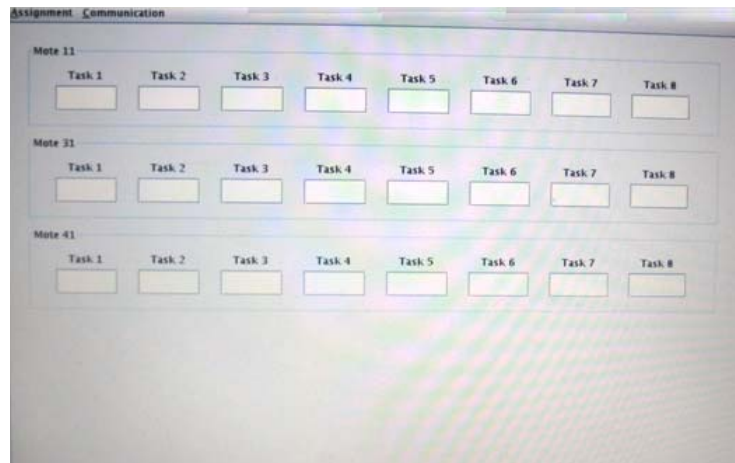 Assignment Communication
Mote 11
Task 1 Task 2 Task 3 Task 4 Task 5 Task 6 Task 7 Task 8
Mote 31
Task 1 Task 2 Task 3 Task 4 Task 5 Task 6 Task 7 Task 8
Mote 41
Task 1 Task 2 Task 3 Task 4 Task 5 Task 6 Task 7 Task 8